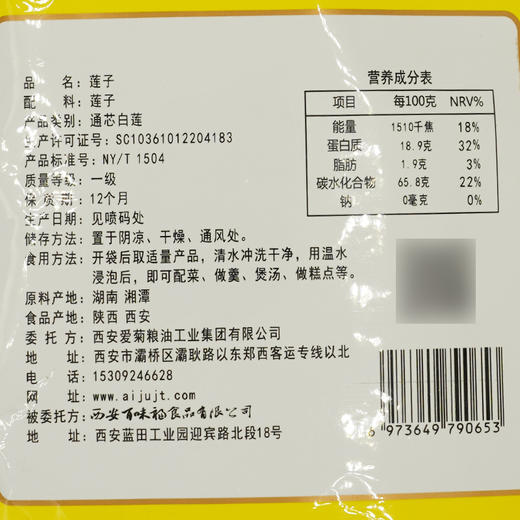 品名：莲子
配料：莲子
产品类别：通芯白莲
生产许可证号：SC10361012204183
产品标准号：NY/T 1504
质量等级：一级
保质期：12个月
生产日期：见喷码处
储存方法：置于阴凉、干燥、通风处。
食用方法：开袋后取适量产品，清水冲洗干净，用温水
浸泡后，即可配菜、做羹、煲汤、做糕点等。
原料产地：湖南 湘潭
食品产地：陕西 西安
委托方：西安爱菊粮油工业集团有限公司
地址：西安市灞桥区灞耿路以东郑西客运专线以北
电话：15309246628
网址：www.aijujt.com
被委托方：西安百味福食品有限公司
地址：西安蓝田工业园迎宾路北段18号
营养成分表
项目 每100克 NRV%
能量 1510千焦 18%
蛋白质 18.9克 32%
脂肪 1.9克 3%
碳水化合物 65.8克 22%
钠 0毫克 0%
6 973649 790653